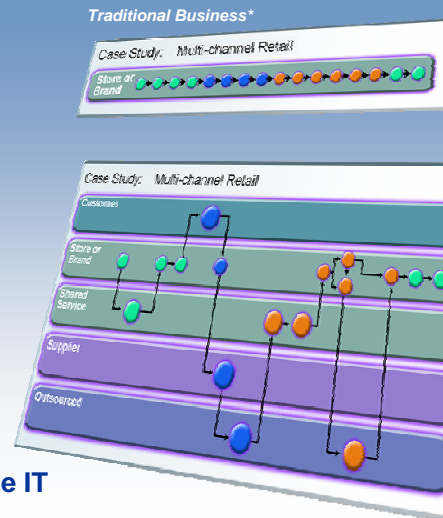 Traditional Business*
Case Study: Multi-channel Retail
Store or
Brand
Case Study: Multi-channel Retail
Customer
Store or
Brand
Shared
Service
Supplier
Outsourced
e IT